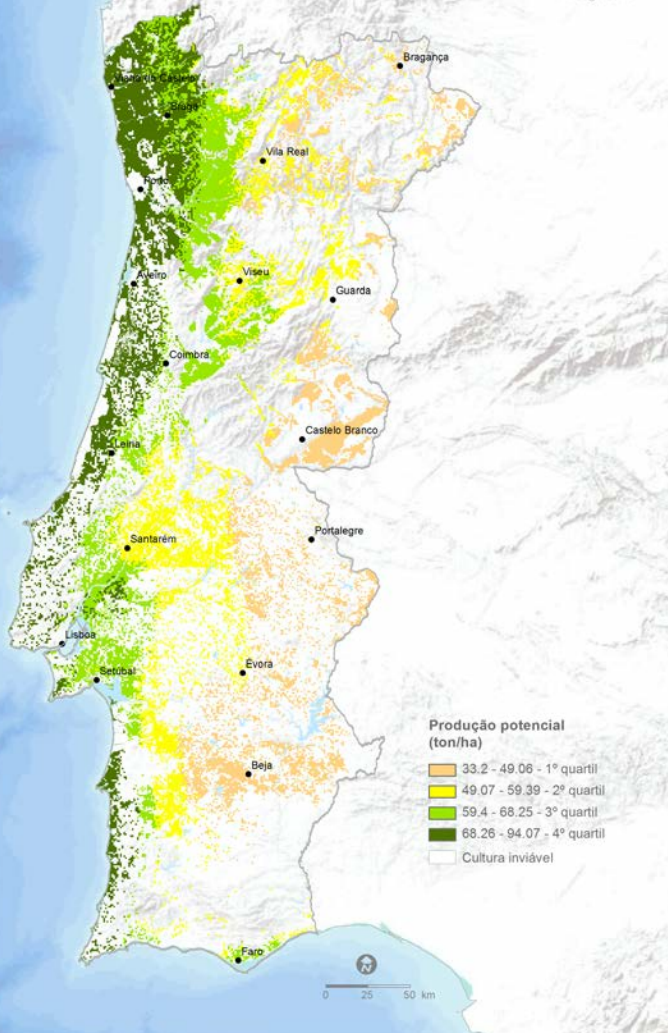 Bragança
Viana do Castelo
Braga
Vila Real
Porto
Aveiro
Viseu
Guarda
Coimbra
Castelo Branco
Leiria
Portalegre
Santarém
Lisboa
Évora
Setúbal
Produção potencial
(ton/ha)
33.2 - 49.06 - 1º quartil
49.07 - 59.39 - 2º quartil
59.4 - 68.25 - 3º quartil
68.26 - 94.07 - 4º quartil
Cultura inviável
Beja
Faro
N
0 25 50 km